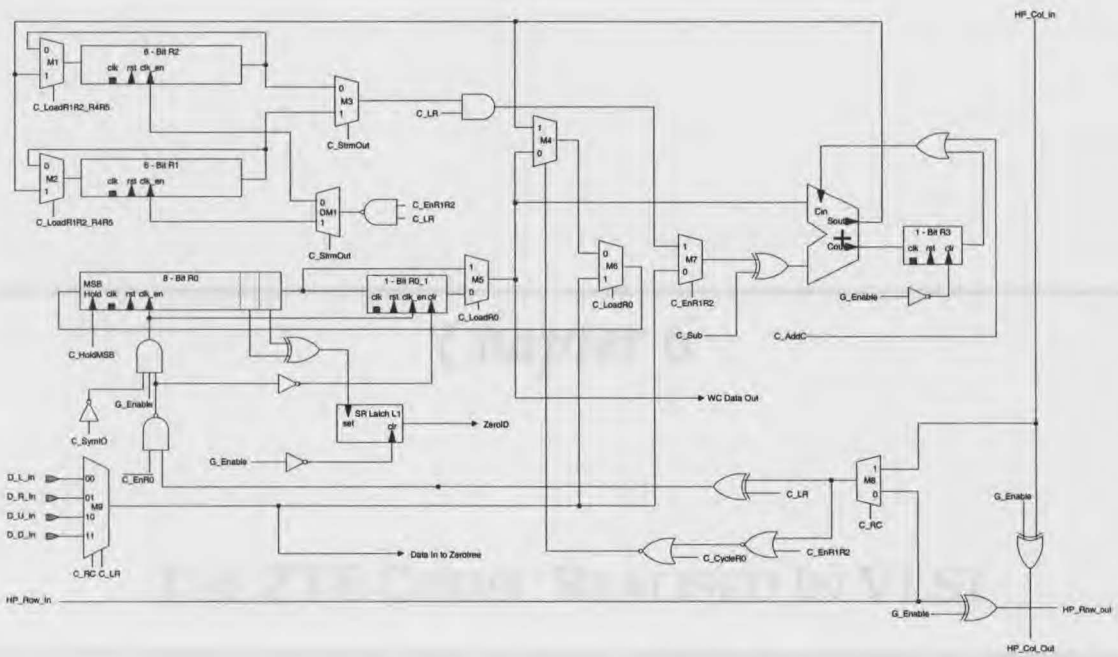 HP_Col_In
8 - Bit R2
0
M1
1
clk rst clk_en
C_LoadR1R2_R4R5
0
M3
1
C_StrmOut
C_LR
1
M4
0
8 - Bit R1
0
M2
1
clk rst clk_en
C_LoadR1R2_R4R5
0
DM1
1
C_StrmOut
C_EnR1R2
C_LR
Cin
Sout
+
Cout
1 - Bit R3
clk rst clr
G_Enable
8 - Bit R0
MSB
Hold clk rst clk_en
C_HoldMSB
1 - Bit R0_1
clk rst clk_en clr
1
M5
0
C_LoadR0
0
M6
1
C_LoadR0
1
M7
0
C_EnR1R2
C_Sub
C_AddC
G_Enable
C_SymIO
C_EnR0
SR Latch L1
set
clr
ZeroID
G_Enable
WC Data Out
D_L_In
D_R_In
D_U_In
D_D_In
00
01
M9
10
11
C_RC C_LR
Data In to Zerotree
C_LR
C_EnR1R2
C_CycleR0
1
M8
0
C_RC
G_Enable
HP_Row_In
G_Enable
HP_Row_out
HP_Col_Out